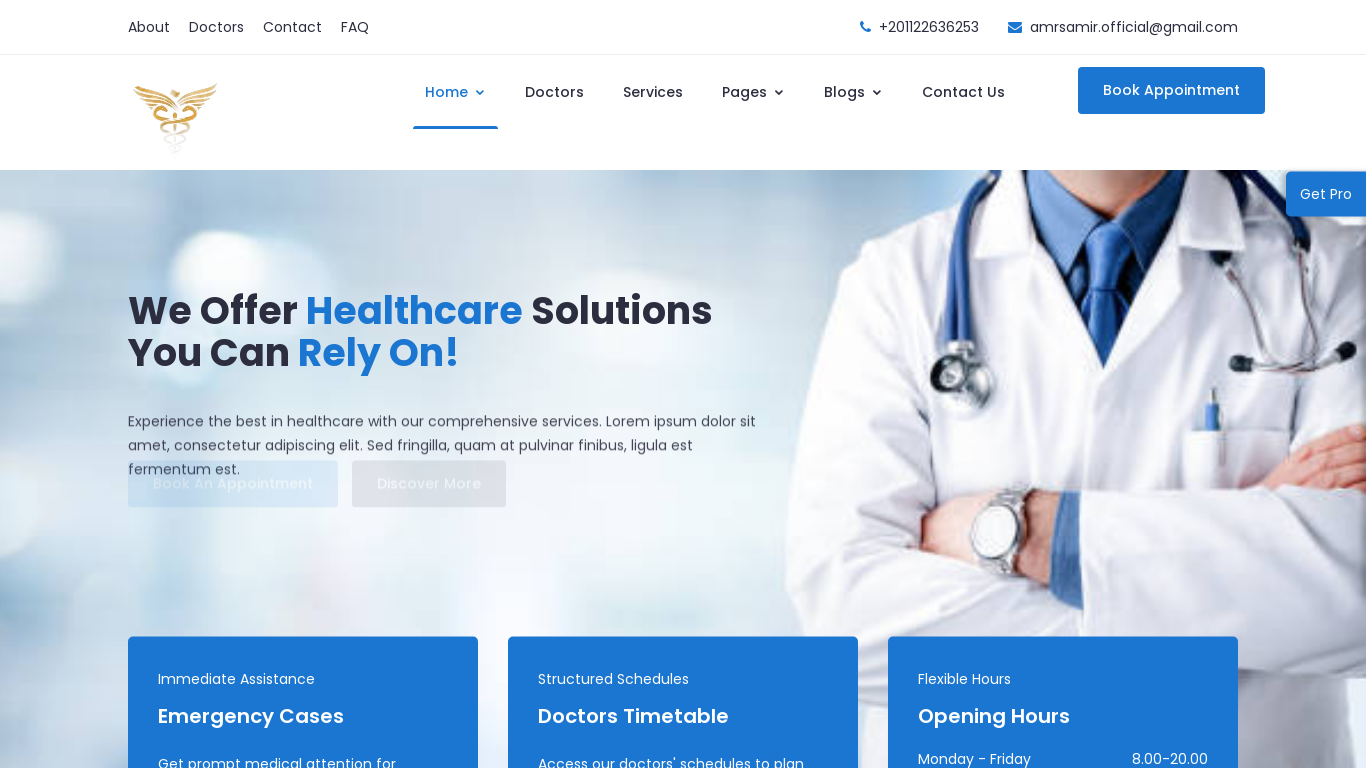 About Doctors Contact FAQ
+201122636253 amrsamir.official@gmail.com
Home Doctors Services Pages Blogs Contact Us
Book Appointment
Get Pro
We Offer Healthcare Solutions
You Can Rely On!
Experience the best in healthcare with our comprehensive services. Lorem ipsum dolor sit
amet, consectetur adipiscing elit. Sed fringilla, quam at pulvinar finibus, ligula est
fermentum est.
Book An Appointment Discover More
Immediate Assistance
Emergency Cases
Get prompt medical attention for
Structured Schedules
Doctors Timetable
Access our doctors' schedules to plan
Flexible Hours
Opening Hours
Monday - Friday 8.00-20.00